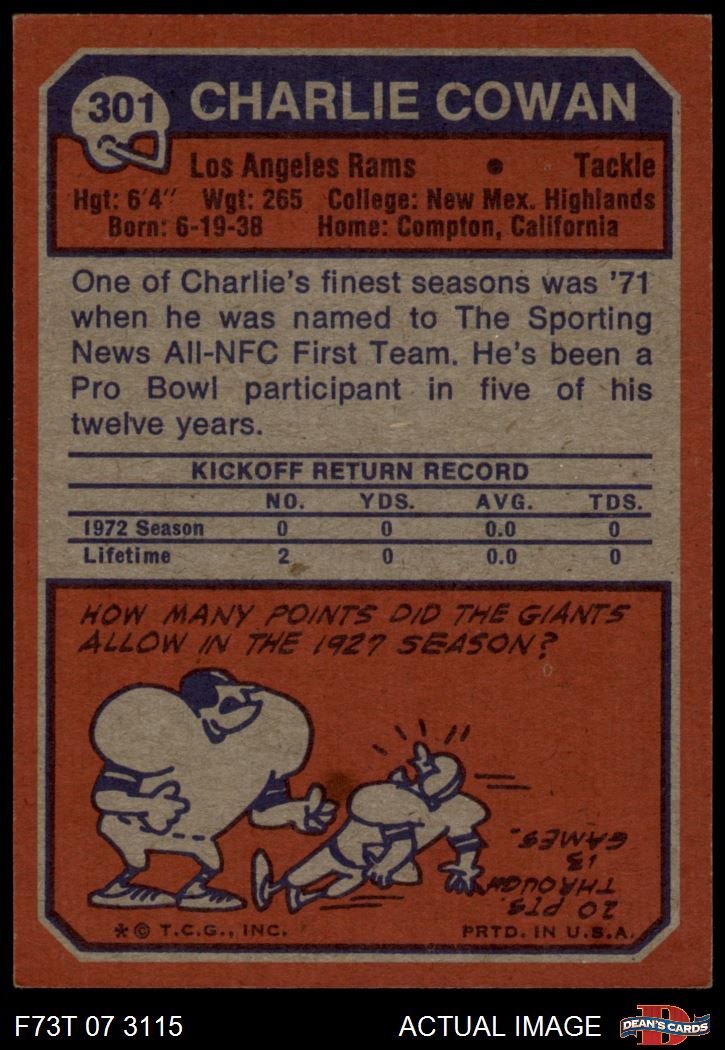 301 CHARLIE COWAN
Los Angeles Rams • Tackle
Hgt: 6'4" Wgt: 265 College: New Mex. Highlands
Born: 6-19-38 Home: Compton, California
One of Charlie's finest seasons was '71
when he was named to The Sporting
News All-NFC First Team. He's been a
Pro Bowl participant in five of his
twelve years.
KICKOFF RETURN RECORD
NO. YDS. AVG. TDS.
1972 Season 0 0 0.0 0
Lifetime 2 0 0.0 0
HOW MANY POINTS DID THE GIANTS
ALLOW IN THE 1927 SEASON?
20 PTS.
THROUGH
13
GAMES.
* © T.C.G., INC. PRTD. IN U.S.A.
F73T 07 3115 ACTUAL IMAGE D DEAN'S CARDS